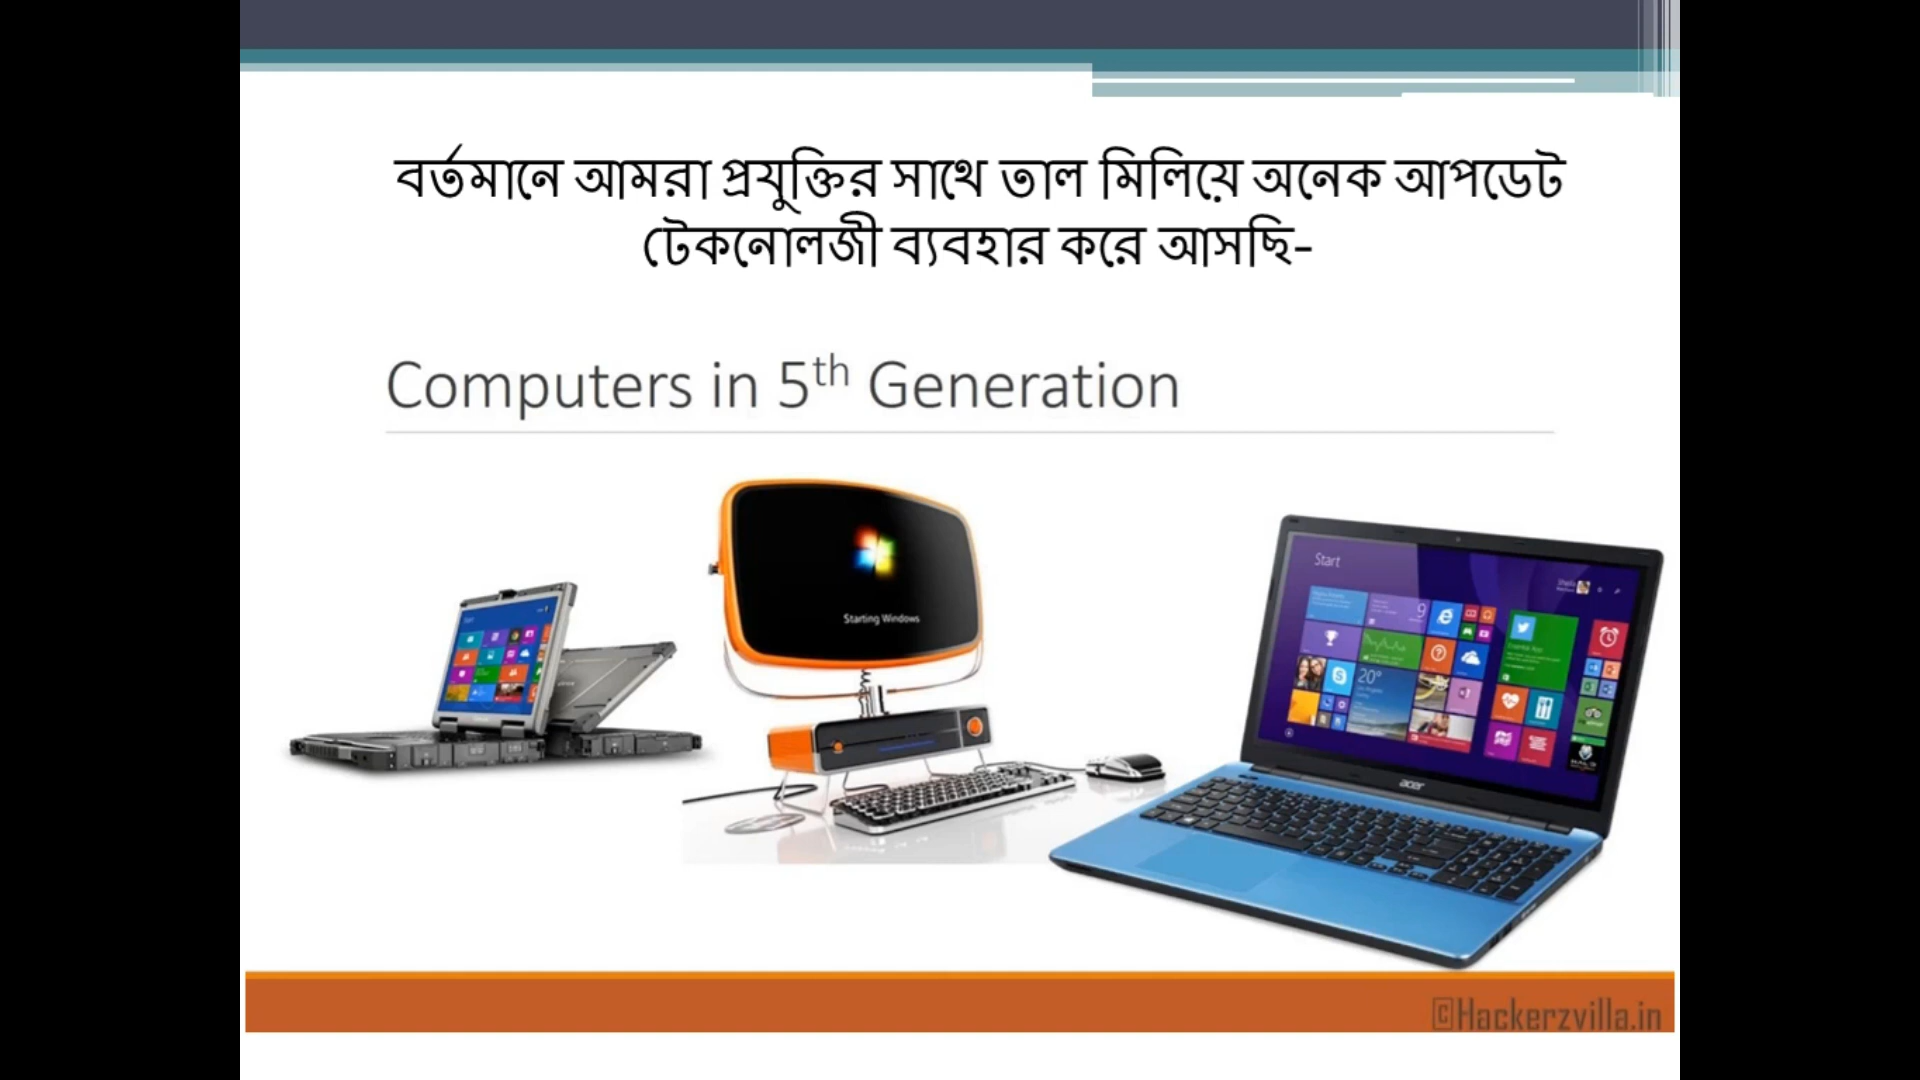 বর্তমানে আমরা প্রযুক্তির সাথে তাল মিলিয়ে অনেক আপডেট
টেকনোলজী ব্যবহার করে আসছি-
Computers in 5th Generation
Starting Windows
Start
20°
acer
©Hackerzvilla.in